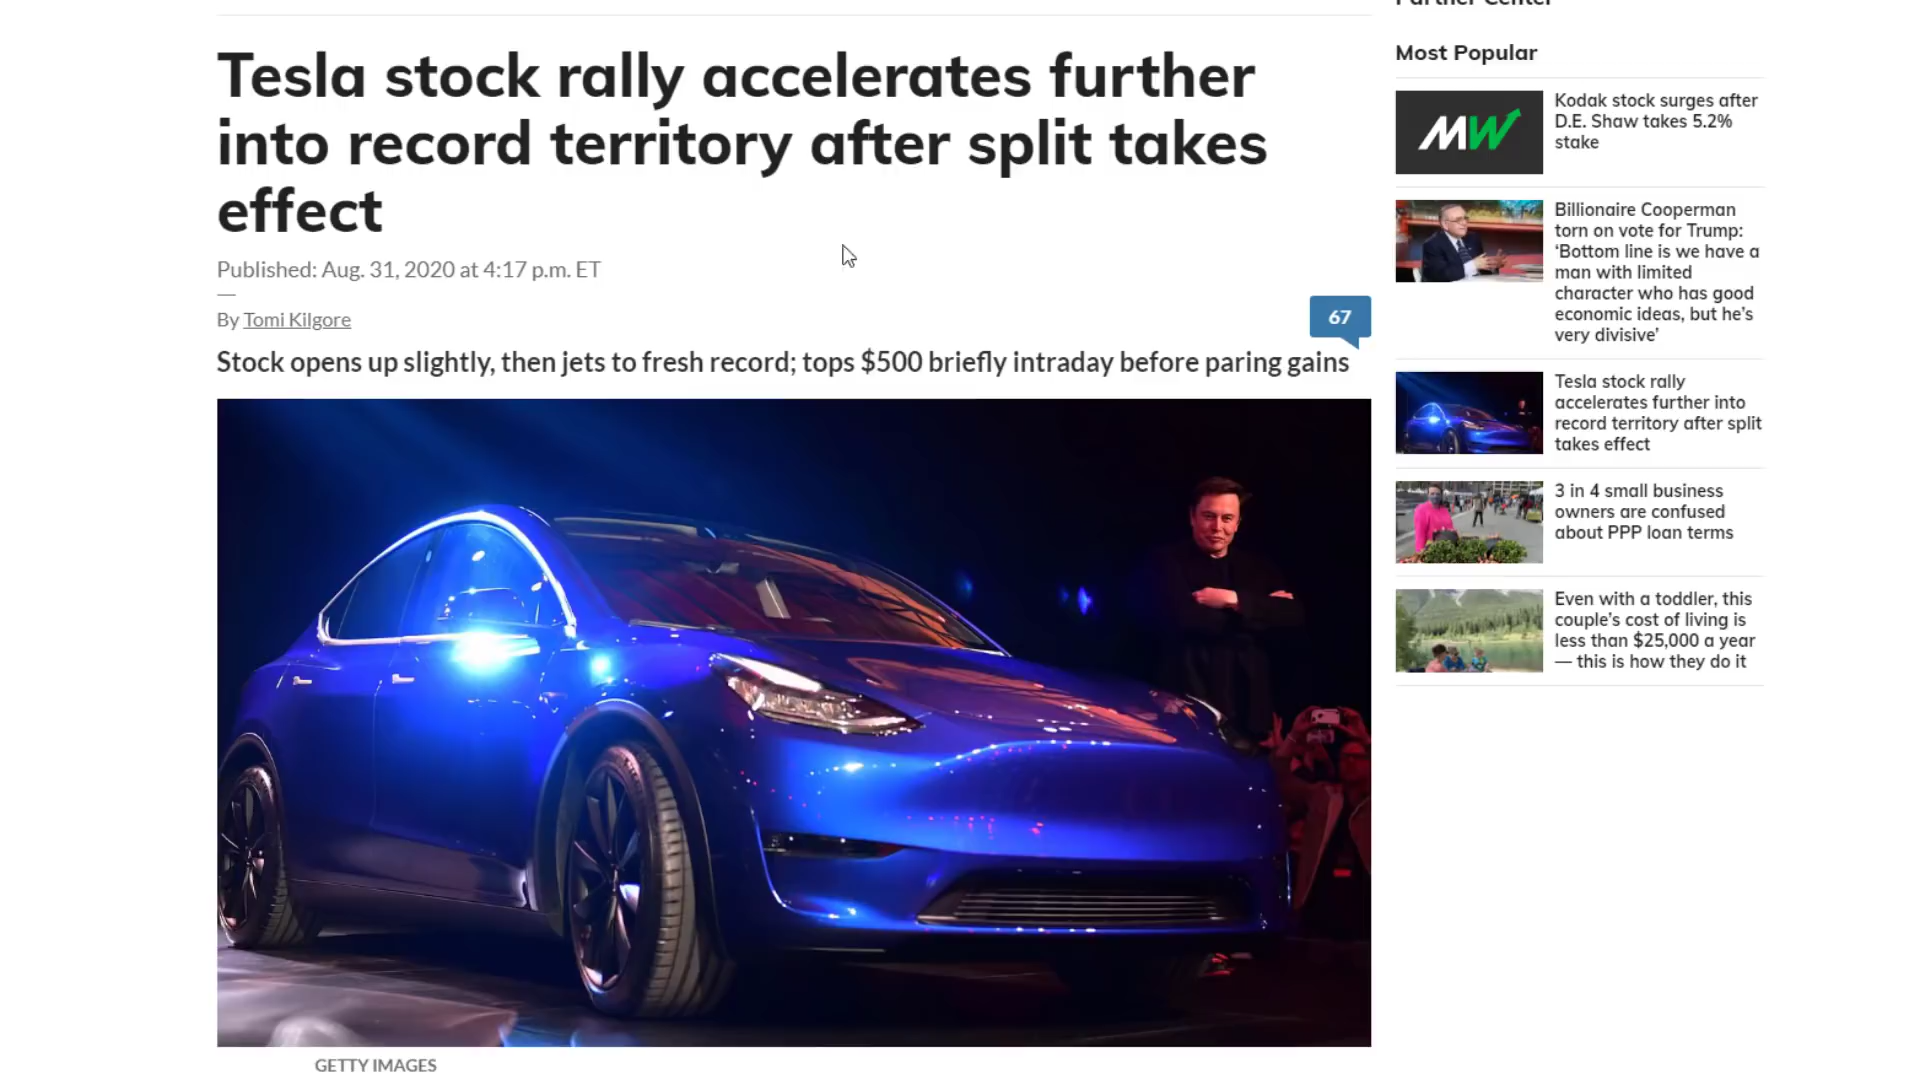 Tesla stock rally accelerates further
into record territory after split takes
effect
Published: Aug. 31, 2020 at 4:17 p.m. ET
By Tomi Kilgore
67
Stock opens up slightly, then jets to fresh record; tops $500 briefly intraday before paring gains
GETTY IMAGES
Partner Center
Most Popular
MW
Kodak stock surges after
D.E. Shaw takes 5.2%
stake
Billionaire Cooperman
torn on vote for Trump:
‘Bottom line is we have a
man with limited
character who has good
economic ideas, but he’s
very divisive’
Tesla stock rally
accelerates further into
record territory after split
takes effect
3 in 4 small business
owners are confused
about PPP loan terms
Even with a toddler, this
couple’s cost of living is
less than $25,000 a year
— this is how they do it